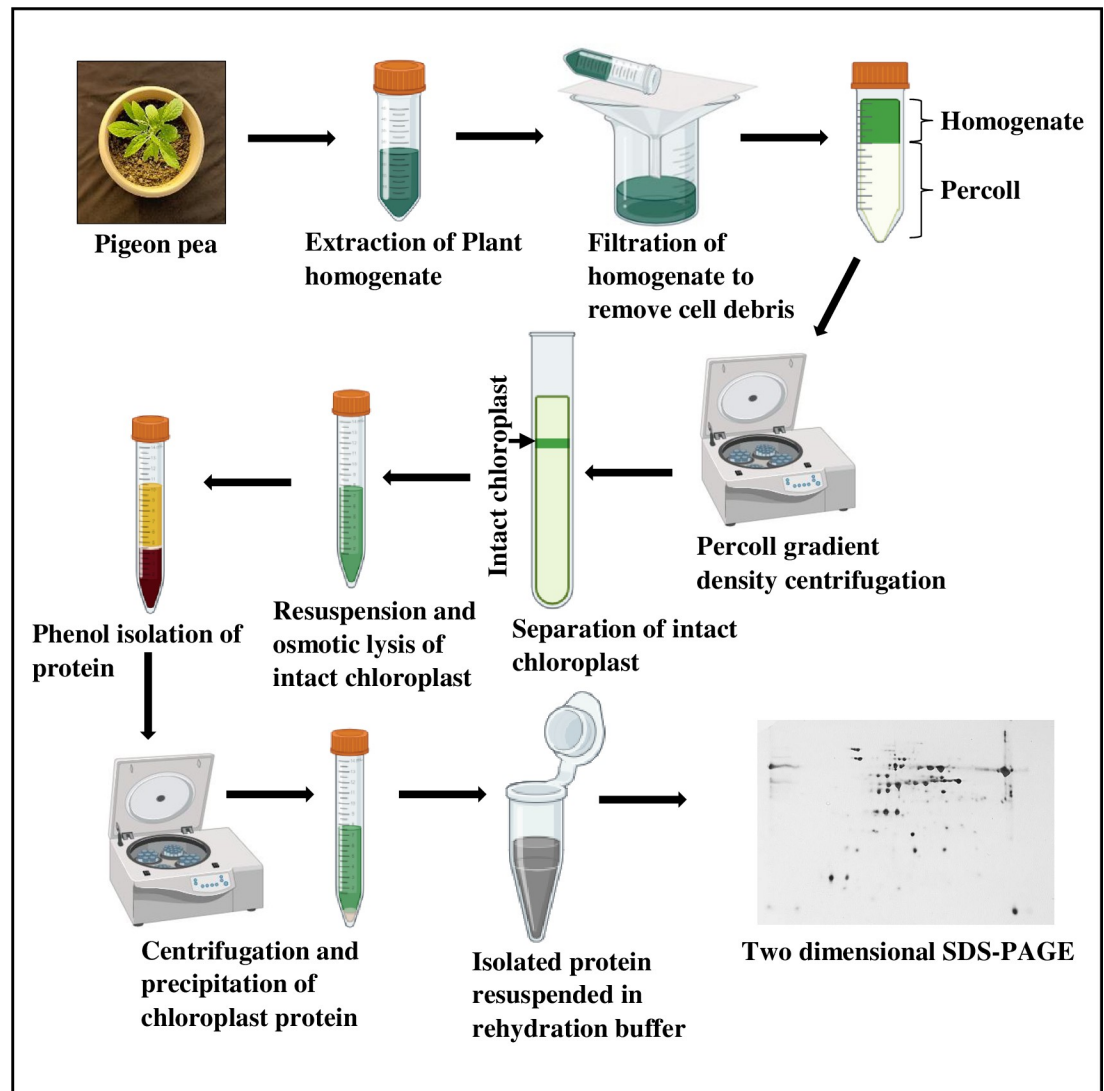 Homogenate
Percoll
Pigeon pea
Extraction of Plant
homogenate
Filtration of
homogenate to
remove cell debris
Intact chloroplast
Percoll gradient
density centrifugation
Separation of intact
chloroplast
Resuspension and
osmotic lysis of
intact chloroplast
Phenol isolation of
protein
Centrifugation and
precipitation of
chloroplast protein
Isolated protein
resuspended in
rehydration buffer
Two dimensional SDS-PAGE